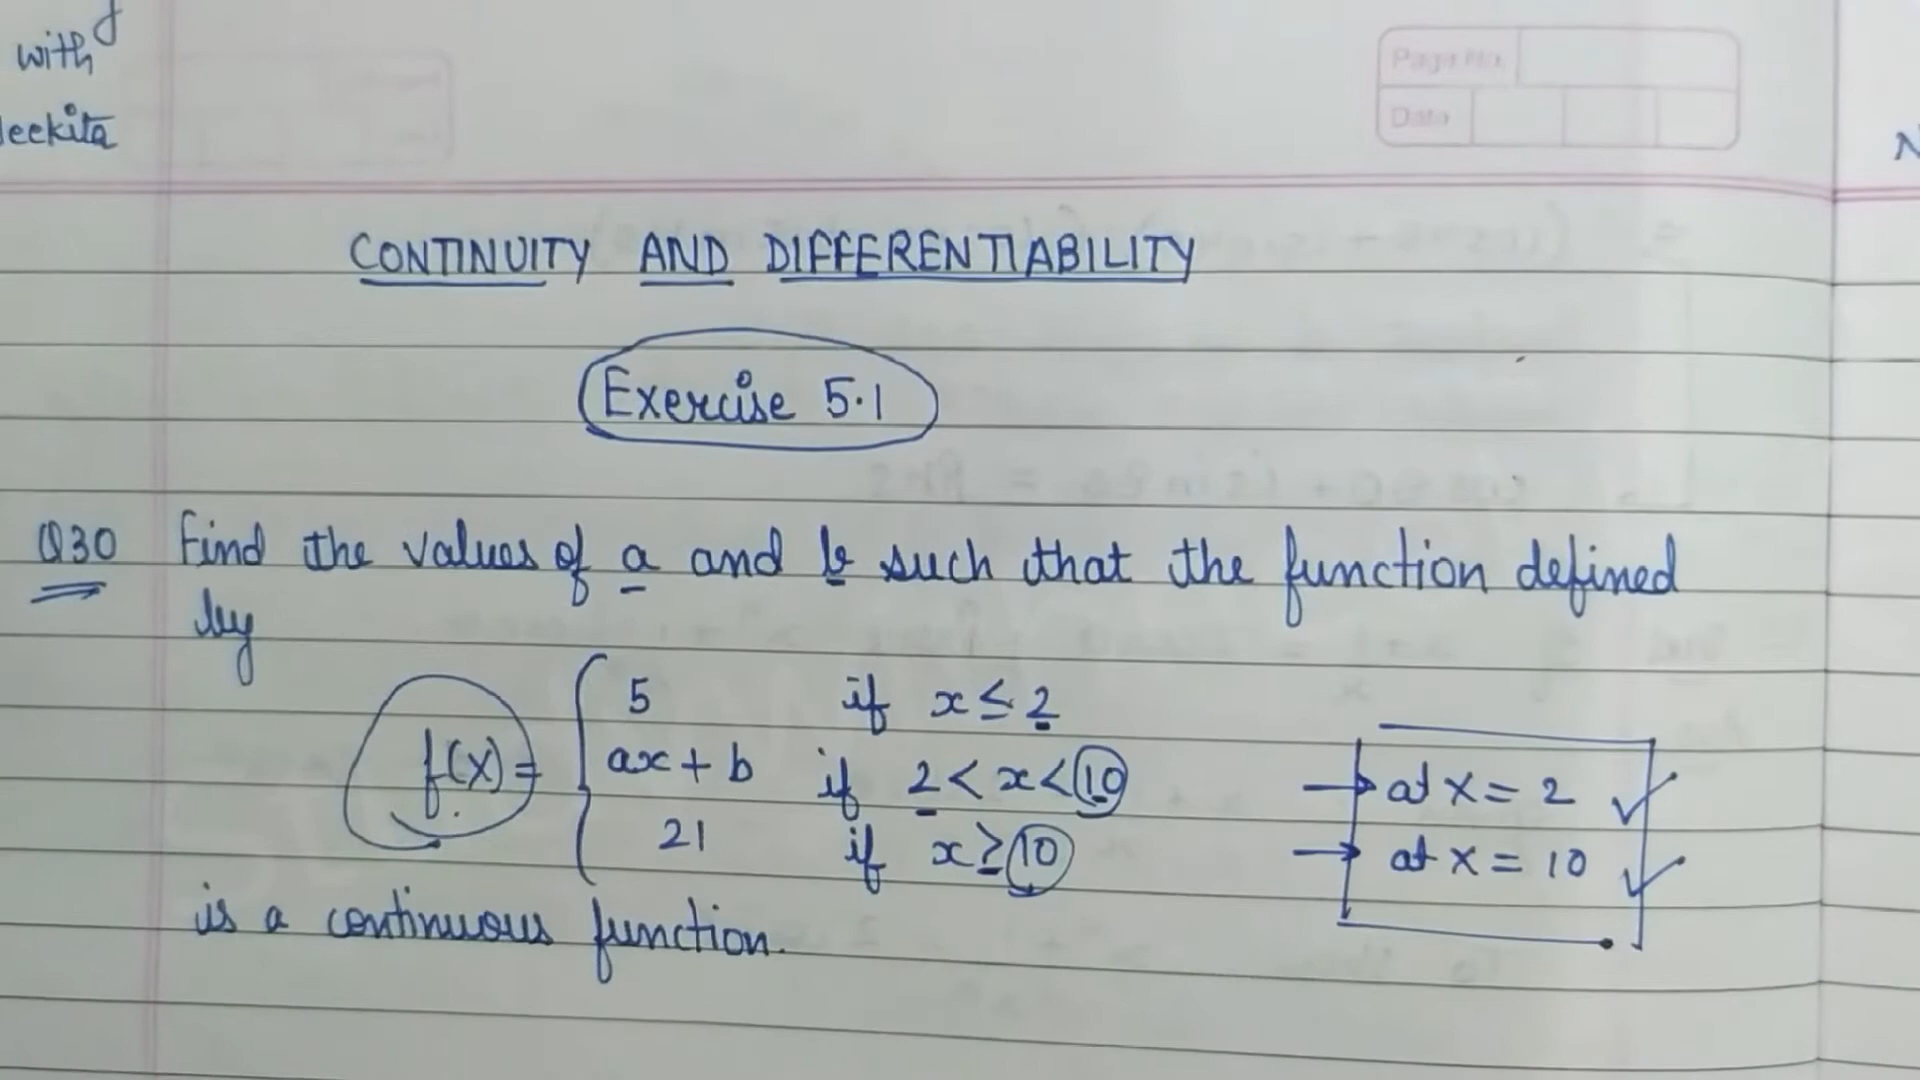 with
Page No.
Date
CONTINUITY AND DIFFERENTIABILITY
Exercise 5.1
Q30 Find the values of a and b such that the function defined
by
5 if x ≤ 2
f(x) = ax + b if 2 < x < 10
21 if x ≥ 10
→ at x = 2 ✓
→ at x = 10 ✓
is a continuous function.